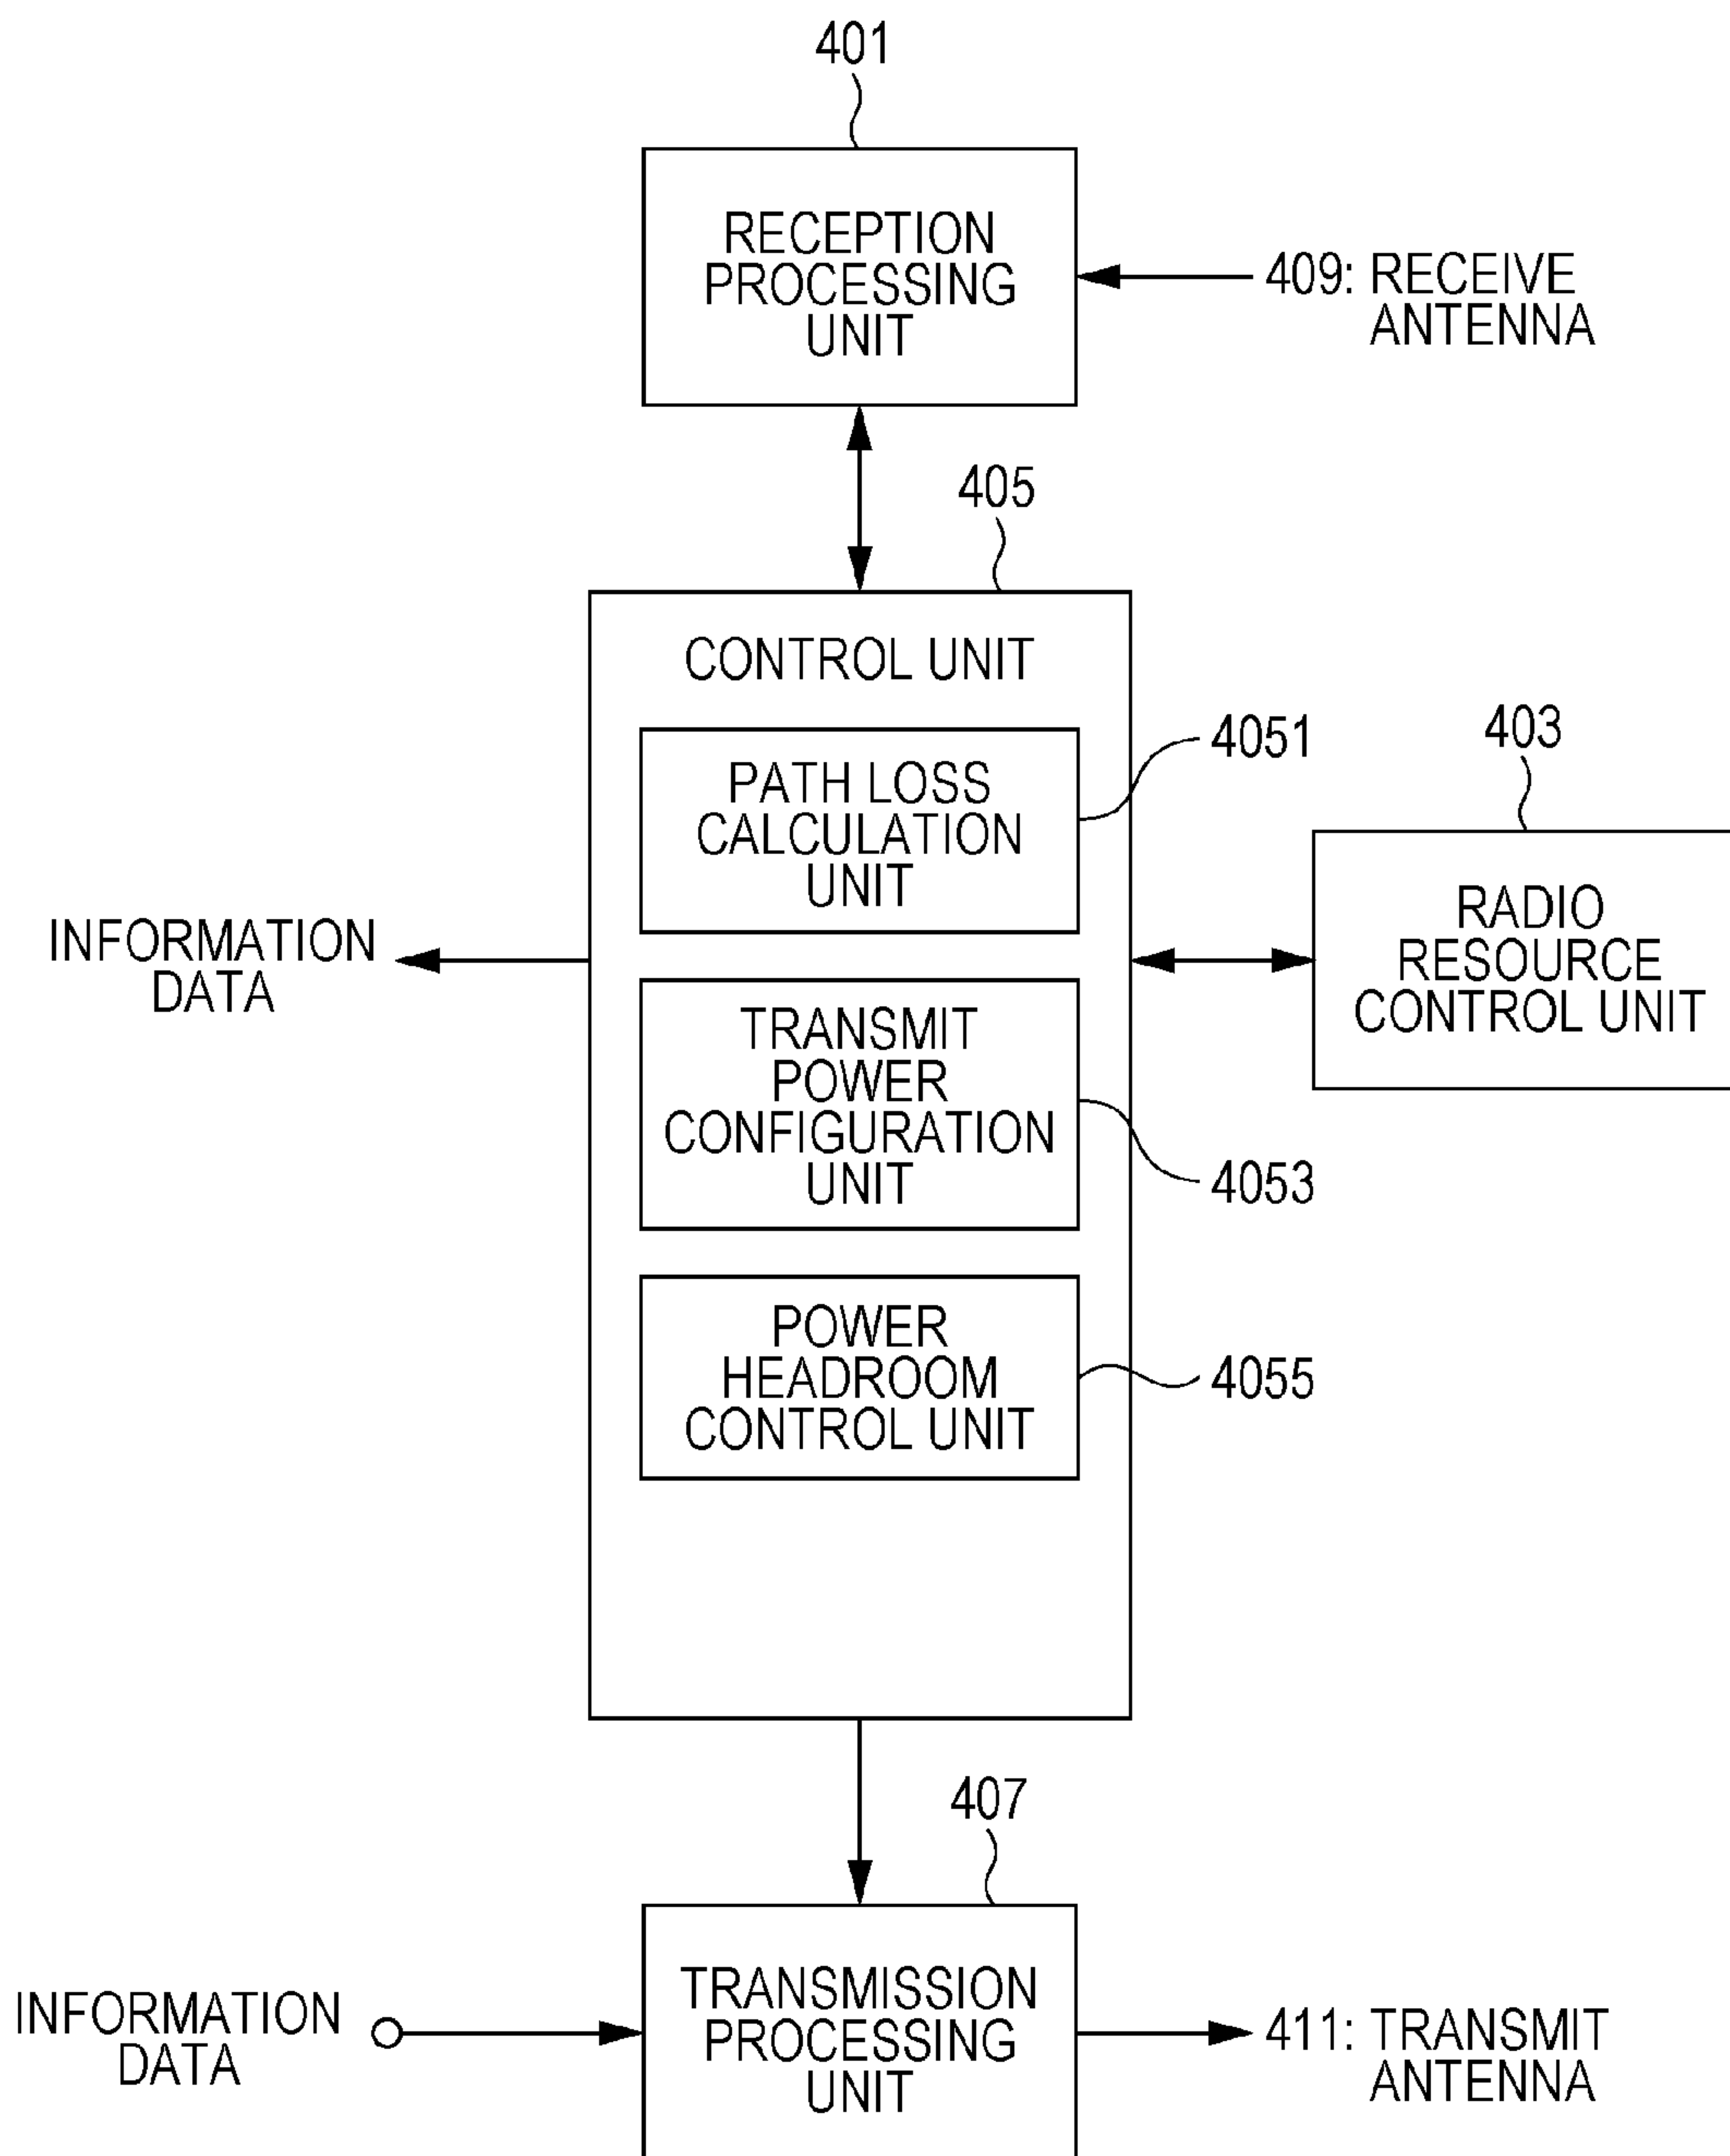 401
RECEPTION
PROCESSING
UNIT
409: RECEIVE
ANTENNA
405
CONTROL UNIT
PATH LOSS
CALCULATION
UNIT
4051
403
RADIO
RESOURCE
CONTROL UNIT
INFORMATION
DATA
TRANSMIT
POWER
CONFIGURATION
UNIT
4053
POWER
HEADROOM
CONTROL UNIT
4055
407
INFORMATION
DATA
TRANSMISSION
PROCESSING
UNIT
411: TRANSMIT
ANTENNA